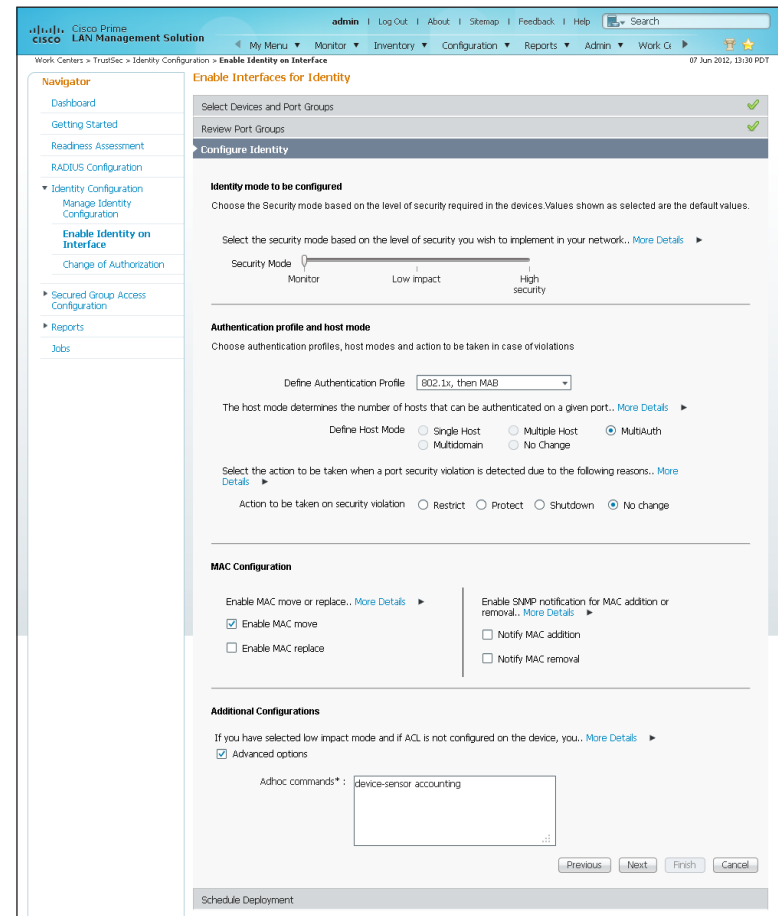 admin | Log Out | About | Sitemap | Feedback | Help Search
cisco Cisco Prime
LAN Management Solution
My Menu Monitor Inventory Configuration Reports Admin Work Ce
Work Centers > TrustSec > Identity Configuration > Enable Identity on Interface 07 Jun 2012, 13:30 PDT
Navigator
Dashboard
Getting Started
Readiness Assessment
RADIUS Configuration
Identity Configuration
Manage Identity
Configuration
Enable Identity on
Interface
Change of Authorization
Secured Group Access
Configuration
Reports
Jobs
Enable Interfaces for Identity
Select Devices and Port Groups
Review Port Groups
Configure Identity
Identity mode to be configured
Choose the Security mode based on the level of security required in the devices.Values shown as selected are the default values.
Select the security mode based on the level of security you wish to implement in your network.. More Details
Security Mode
Monitor Low impact High
security
Authentication profile and host mode
Choose authentication profiles, host modes and action to be taken in case of violations
Define Authentication Profile 802.1x, then MAB
The host mode determines the number of hosts that can be authenticated on a given port.. More Details
Define Host Mode Single Host Multiple Host MultiAuth
Multidomain No Change
Select the action to be taken when a port security violation is detected due to the following reasons.. More
Details
Action to be taken on security violation Restrict Protect Shutdown No change
MAC Configuration
Enable MAC move or replace.. More Details
Enable MAC move
Enable MAC replace
Enable SNMP notification for MAC addition or
removal.. More Details
Notify MAC addition
Notify MAC removal
Additional Configurations
If you have selected low impact mode and if ACL is not configured on the device, you.. More Details
Advanced options
Adhoc commands* : device-sensor accounting
Previous Next Finish Cancel
Schedule Deployment